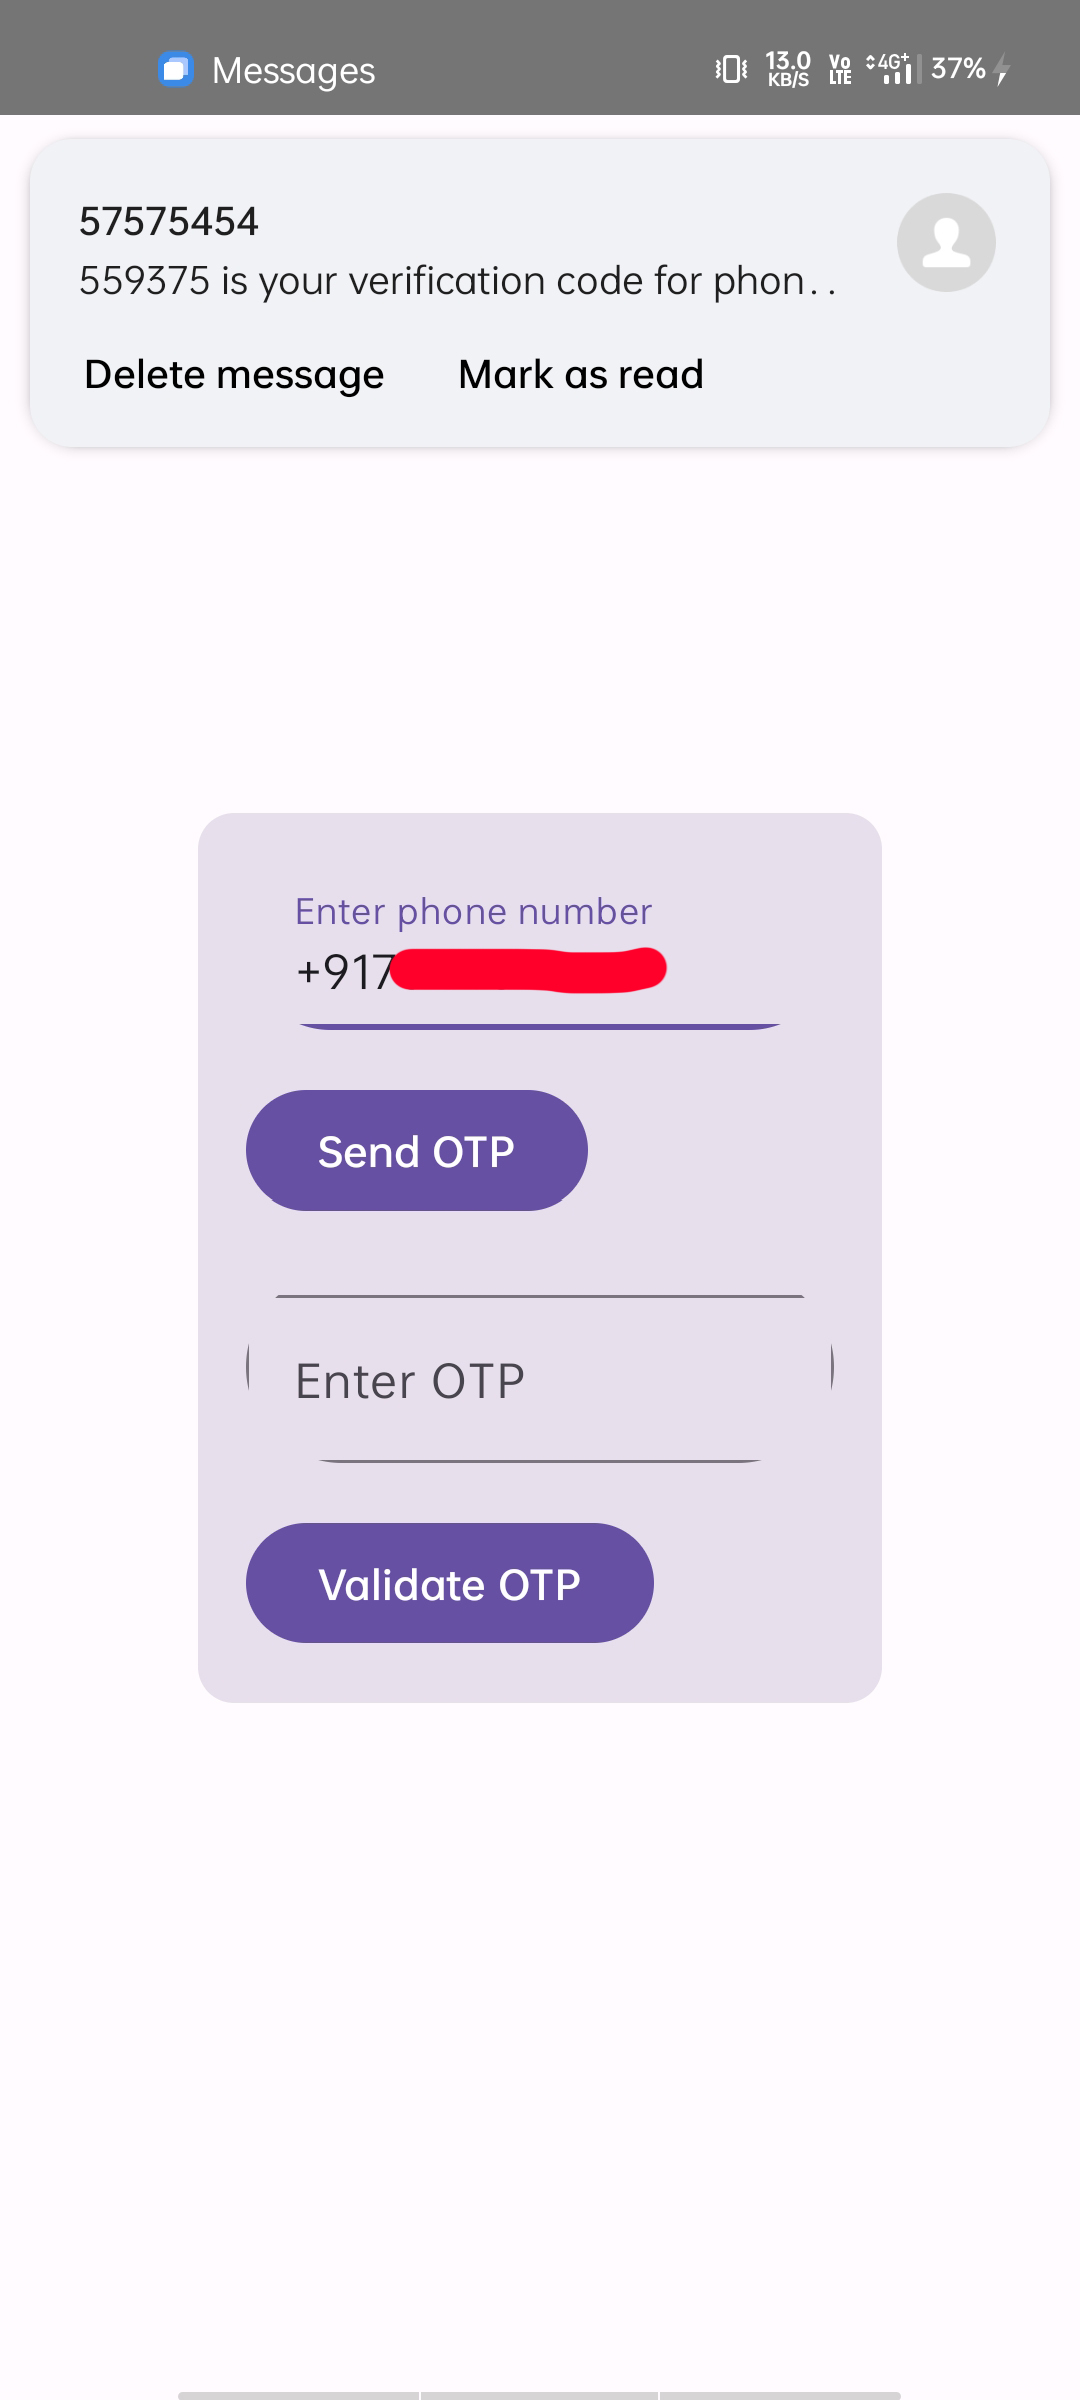 Messages
13.0 KB/S Vo LTE 4G+ 37%
57575454
559375 is your verification code for phon..
Delete message Mark as read
Enter phone number
+917
Send OTP
Enter OTP
Validate OTP